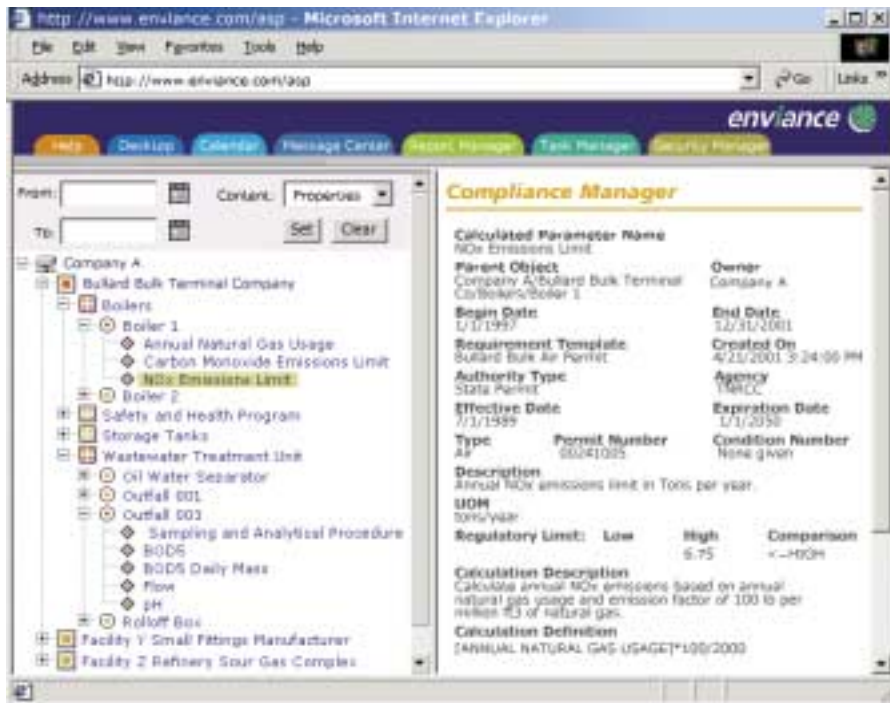 http://www.enviance.com/asp - Microsoft Internet Explorer
File Edit View Favorites Tools Help
Address http://www.enviance.com/asp Go Links »
enviance
Help Desktop Calendar Message Center Report Manager Task Manager Security Manager
From: Content: Properties
To: Set Clear
Company A
Bullard Bulk Terminal Company
Boilers
Boiler 1
Annual Natural Gas Usage
Carbon Monoxide Emissions Limit
NOx Emissions Limit
Boiler 2
Safety and Health Program
Storage Tanks
Wastewater Treatment Unit
Oil Water Separator
Outfall 001
Outfall 003
Sampling and Analytical Procedure
BOD5
BOD5 Daily Mass
Flow
pH
Rolloff Box
Facility Y Small Fittings Manufacturer
Facility Z Refinery Sour Gas Complex
Compliance Manager
Calculated Parameter Name
NOx Emissions Limit
Parent Object Owner
Company A/Bullard Bulk Terminal Company A
Co/Boilers/Boiler 1
Begin Date End Date
1/1/1997 12/31/2001
Requirement Template Created On
Bullard Bulk Air Permit 4/21/2001 3:24:00 PM
Authority Type Agency
State Permit TNRCC
Effective Date Expiration Date
7/1/1989 1/1/2050
Type Permit Number Condition Number
Air 00241005 None given
Description
Annual NOx emissions limit in Tons per year.
UOM
tons/year
Regulatory Limit: Low High Comparison
6.75 <=HIGH
Calculation Description
Calculate annual NOx emissions based on annual
natural gas usage and emission factor of 100 lb per
million ft3 of natural gas.
Calculation Definition
[ANNUAL NATURAL GAS USAGE]*100/2000